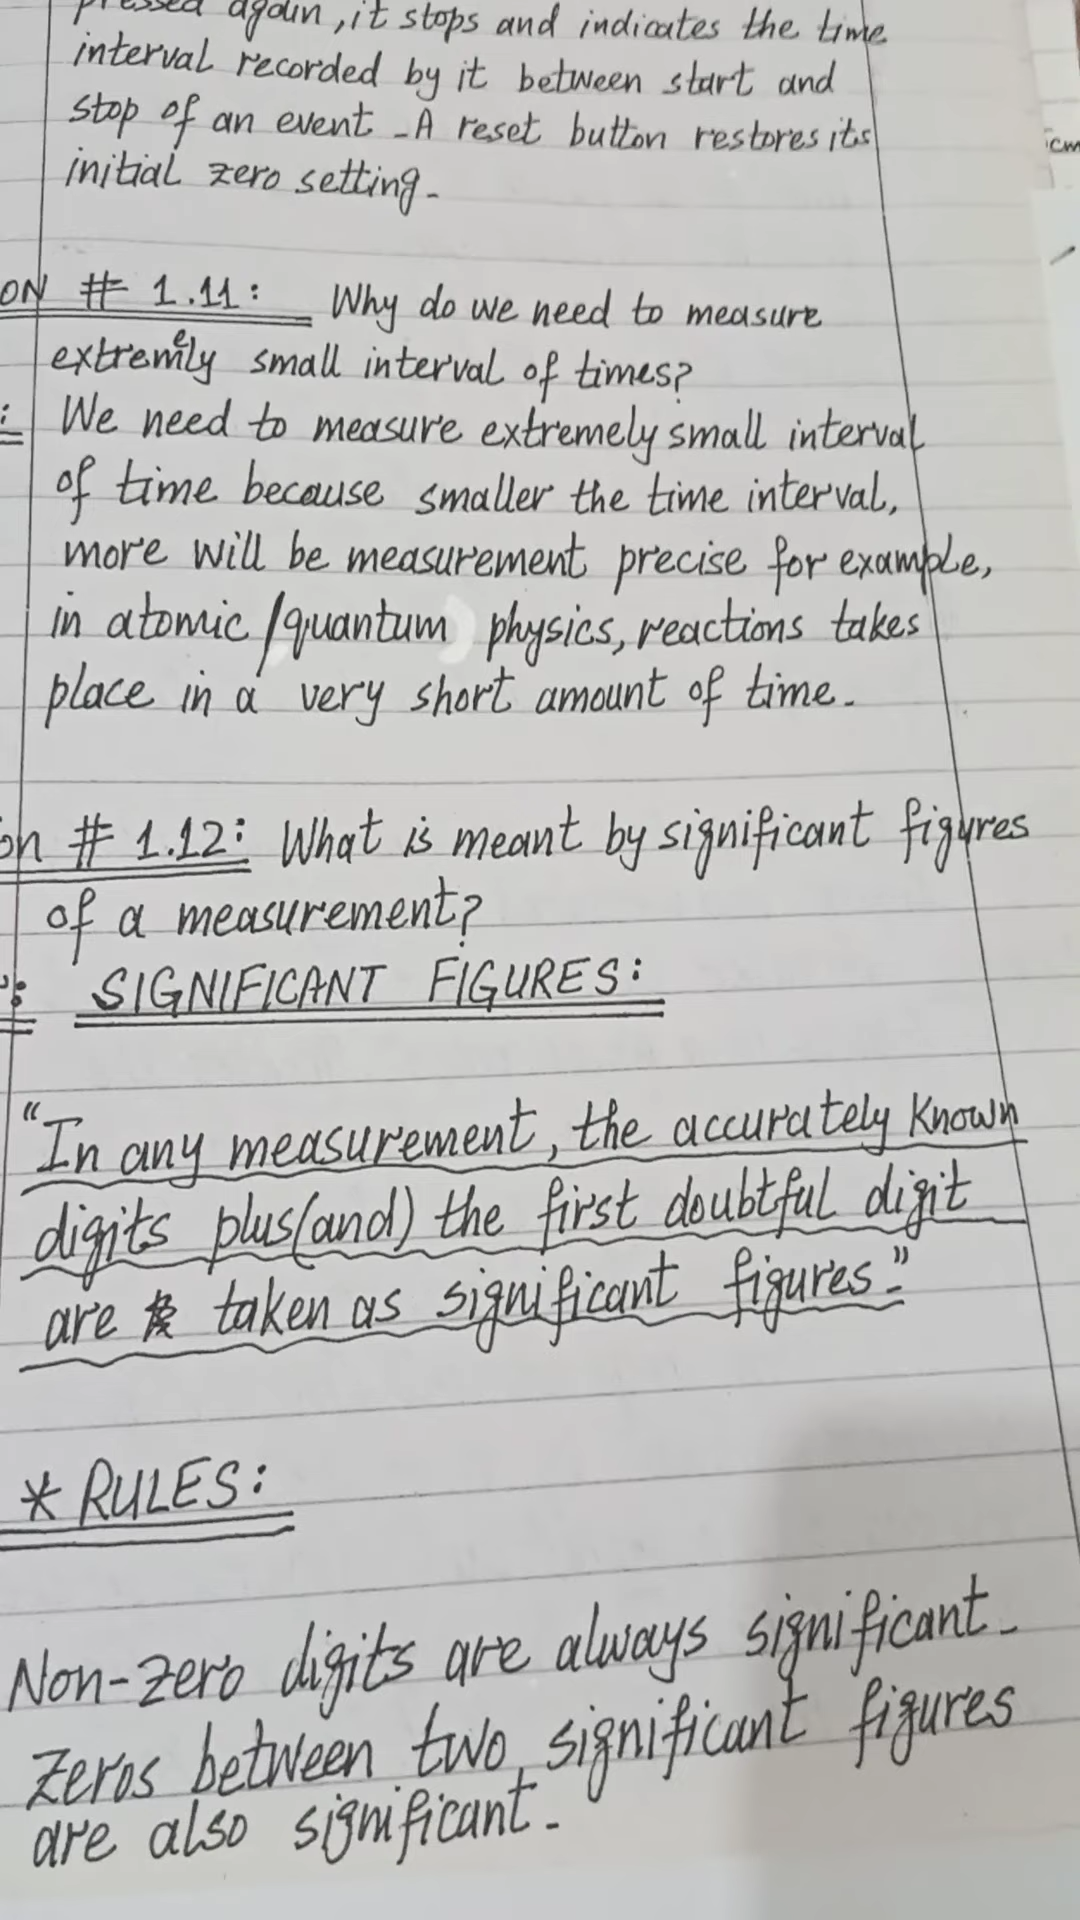 pressed again, it stops and indicates the time
interval recorded by it between start and
stop of an event - A reset button restores its
initial zero setting -
cm
ON # 1.11: Why do we need to measure
extremely small interval of times?
: We need to measure extremely small interval
of time because smaller the time interval,
more will be measurement precise for example,
in atomic/quantum physics, reactions takes
place in a very short amount of time -
on # 1.12: What is meant by significant figures
of a measurement?
SIGNIFICANT FIGURES:
"In any measurement, the accurately known
digits plus(and) the first doubtful digit
are taken as significant figures."
* RULES:
Non-zero digits are always significant -
Zeros between two significant figures
are also significant -